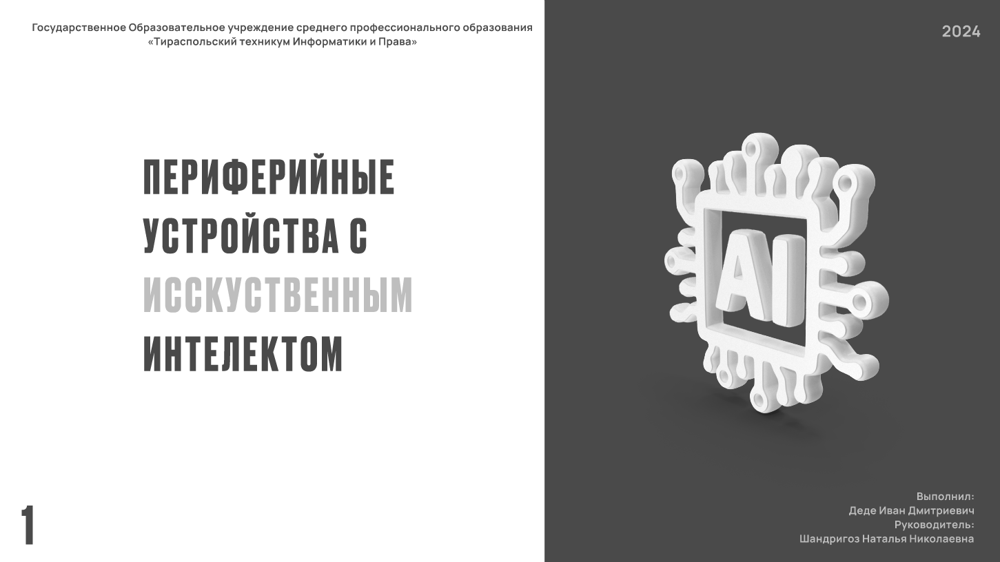 Государственное Образовательное учреждение среднего профессионального образования
«Тираспольский техникум Информатики и Права»
2024
ПЕРИФЕРИЙНЫЕ
УСТРОЙСТВА С
ИССКУСТВЕННЫМ
ИНТЕЛЕКТОМ
AI
1
Выполнил:
Деде Иван Дмитриевич
Руководитель:
Шандригоз Наталья Николаевна